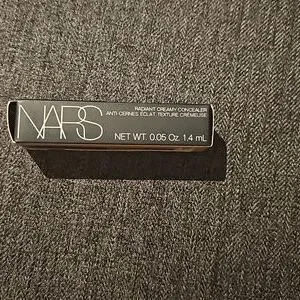 NARS
RADIANT CREAMY CONCEALER
ANTI-CERNES ÉCLAT, TEXTURE CRÉMEUSE
NET WT. 0.05 Oz. 1.4 mL